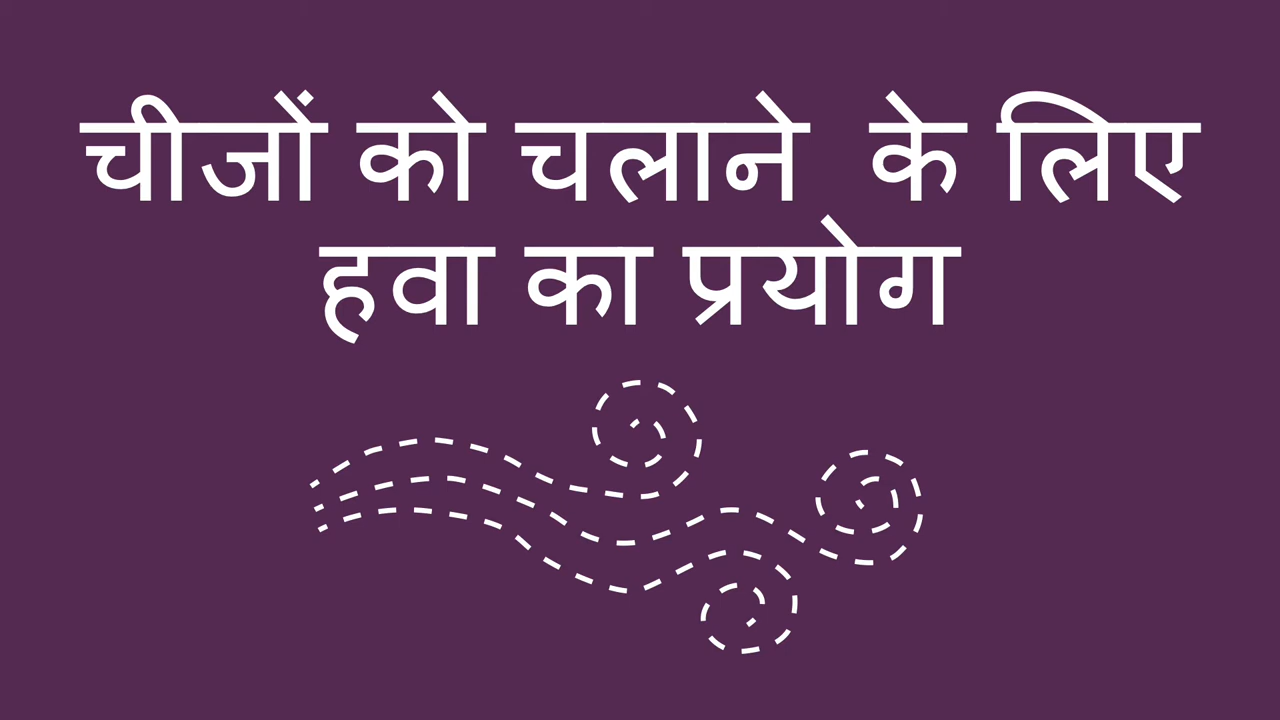 चीजों को चलाने के लिए
हवा का प्रयोग